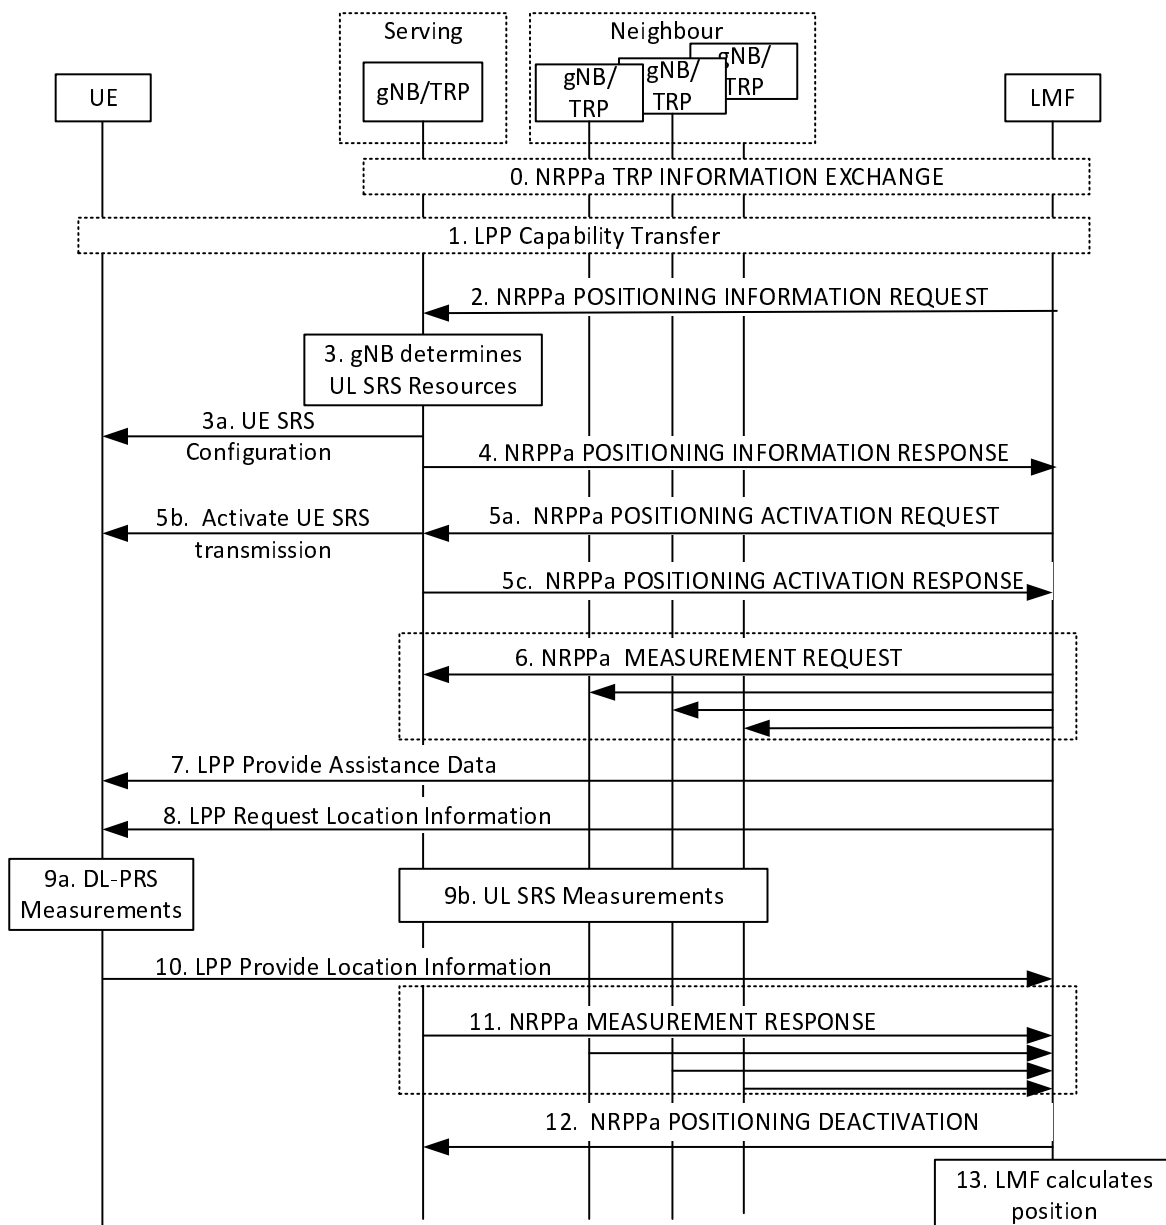 Serving
Neighbour
gNB/TRP
gNB/
TRP
gNB/
TRP
gNB/
TRP
UE
LMF
0. NRPPa TRP INFORMATION EXCHANGE
1. LPP Capability Transfer
2. NRPPa POSITIONING INFORMATION REQUEST
3. gNB determines
UL SRS Resources
3a. UE SRS
Configuration
4. NRPPa POSITIONING INFORMATION RESPONSE
5b. Activate UE SRS
transmission
5a. NRPPa POSITIONING ACTIVATION REQUEST
5c. NRPPa POSITIONING ACTIVATION RESPONSE
6. NRPPa MEASUREMENT REQUEST
7. LPP Provide Assistance Data
8. LPP Request Location Information
9a. DL-PRS
Measurements
9b. UL SRS Measurements
10. LPP Provide Location Information
11. NRPPa MEASUREMENT RESPONSE
12. NRPPa POSITIONING DEACTIVATION
13. LMF calculates
position